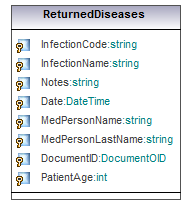 ReturnedDiseases
InfectionCode:string
InfectionName:string
Notes:string
Date:DateTime
MedPersonName:string
MedPersonLastName:string
DocumentID:DocumentOID
PatientAge:int